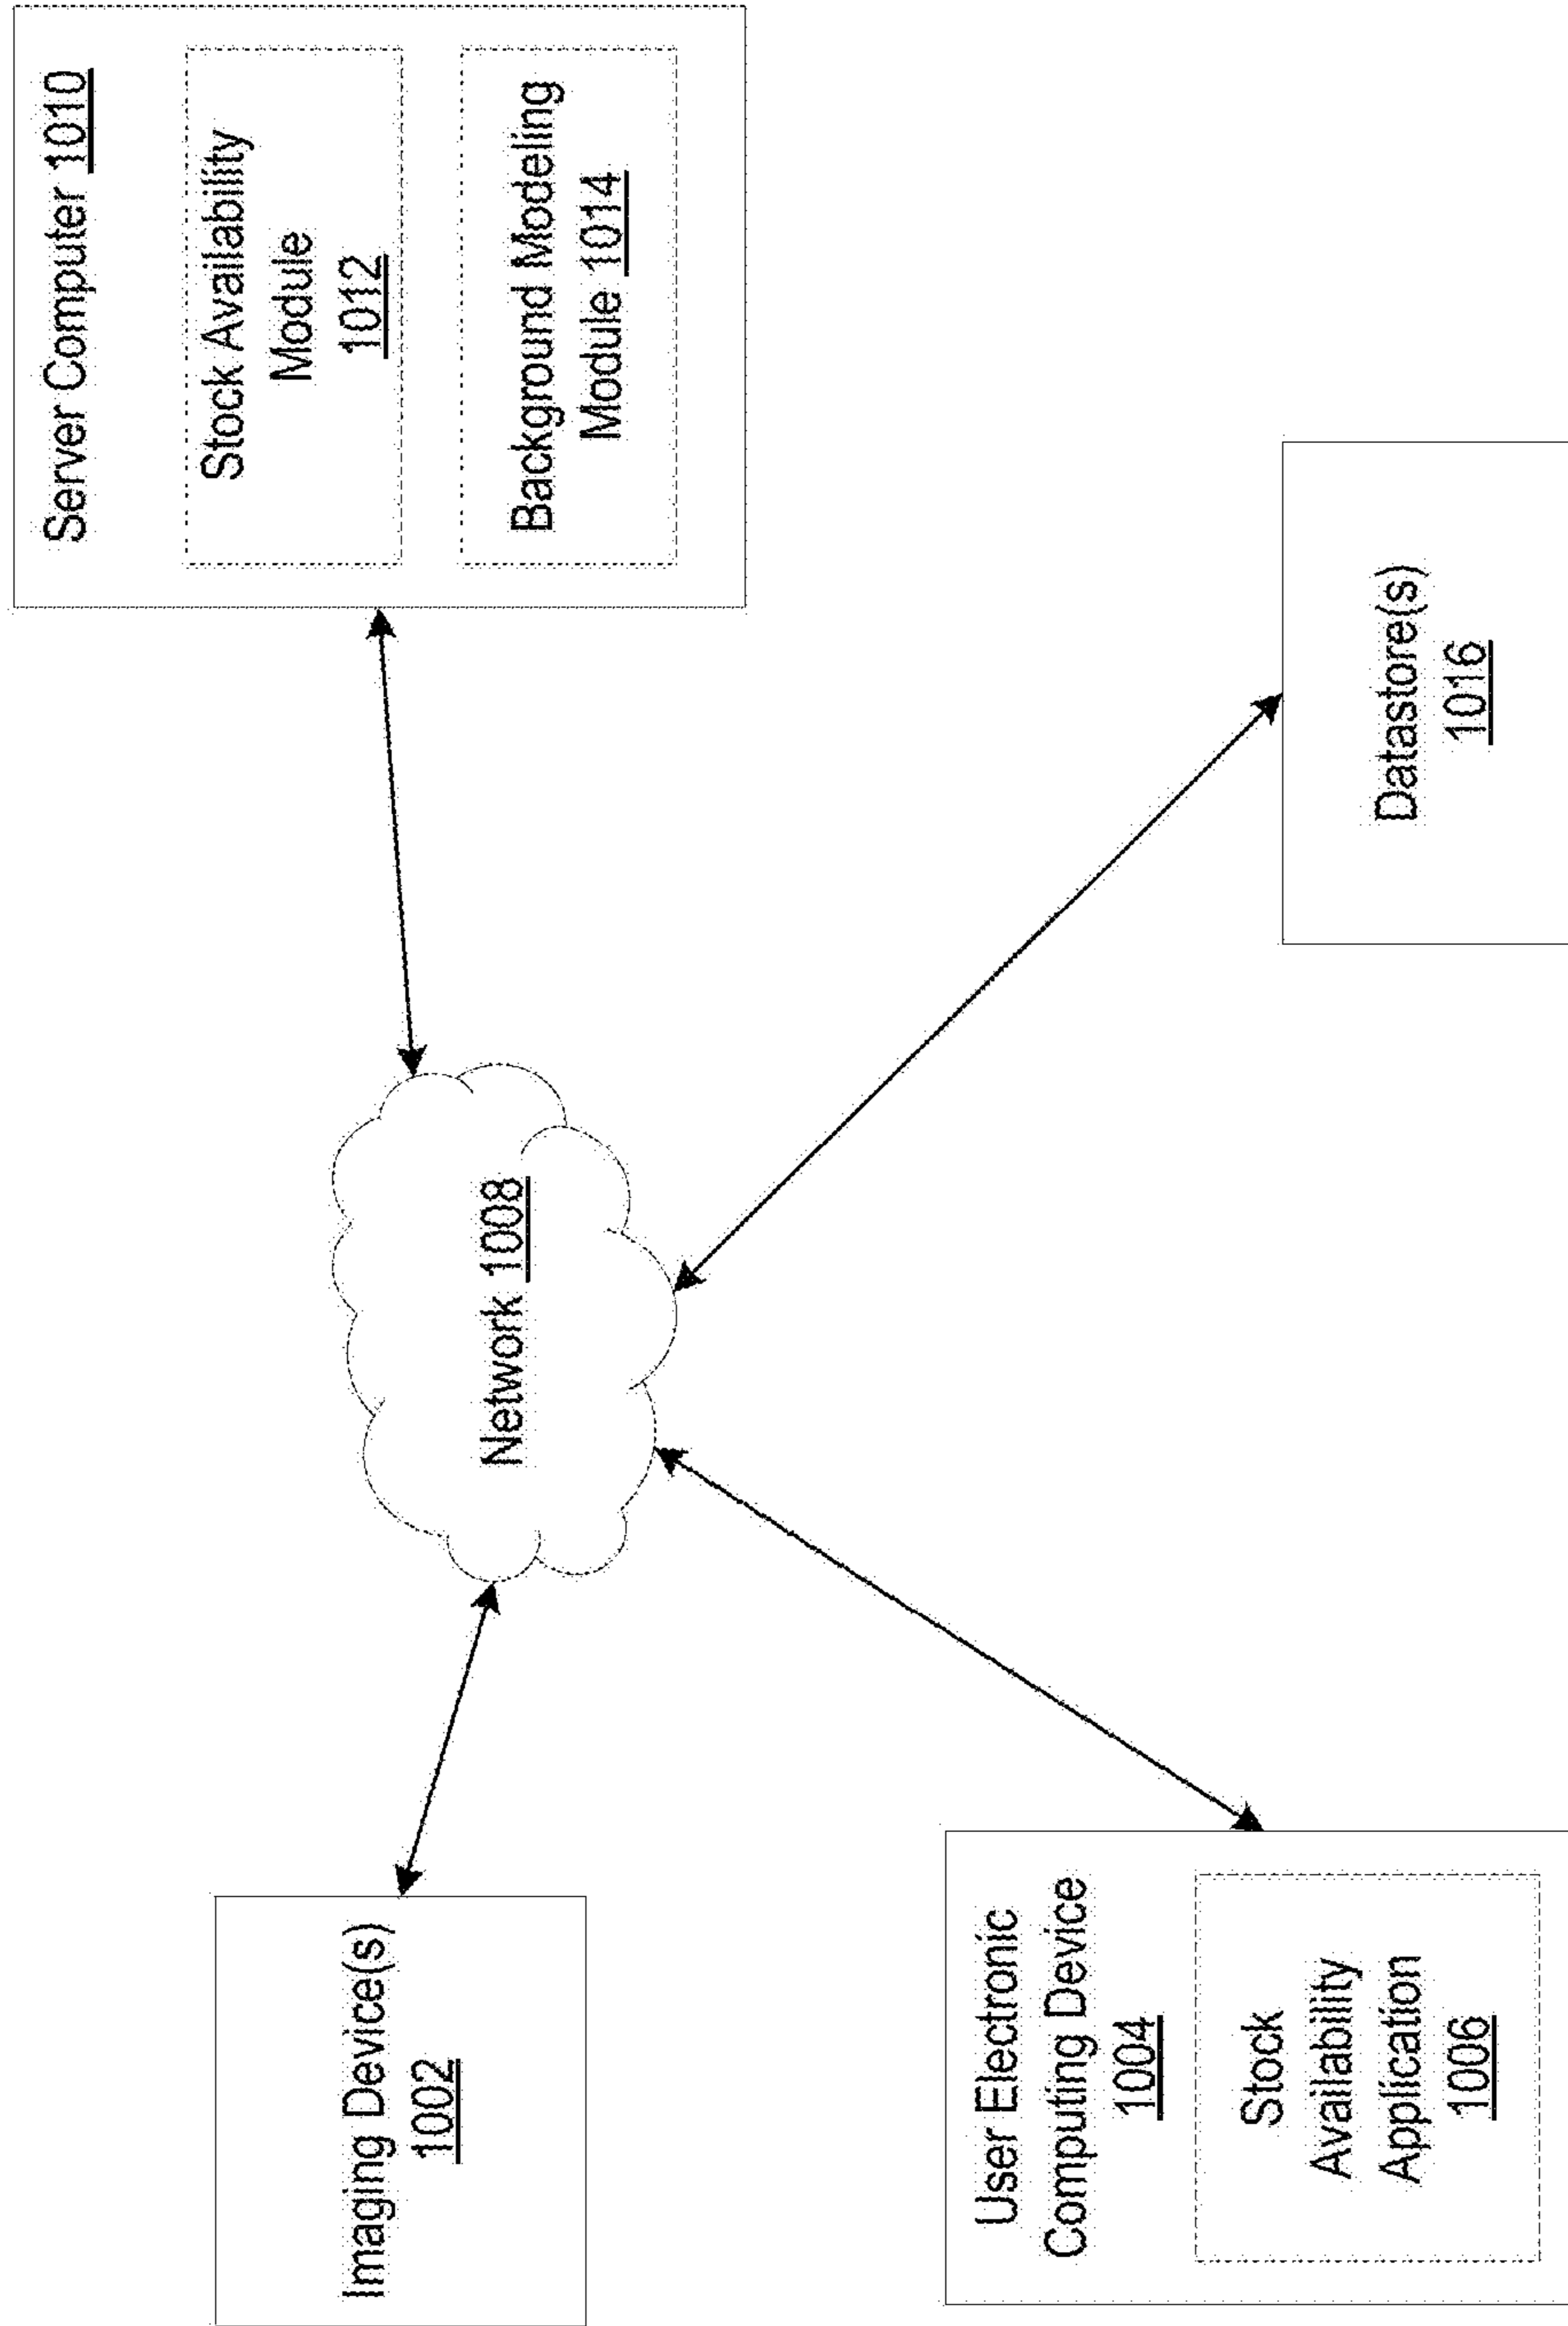 Imaging Device(s)
1002
User Electronic
Computing Device
1004
Stock
Availability
Application
1006
Network 1008
Server Computer 1010
Stock Availability
Module
1012
Background Modeling
Module 1014
Datastore(s)
1016